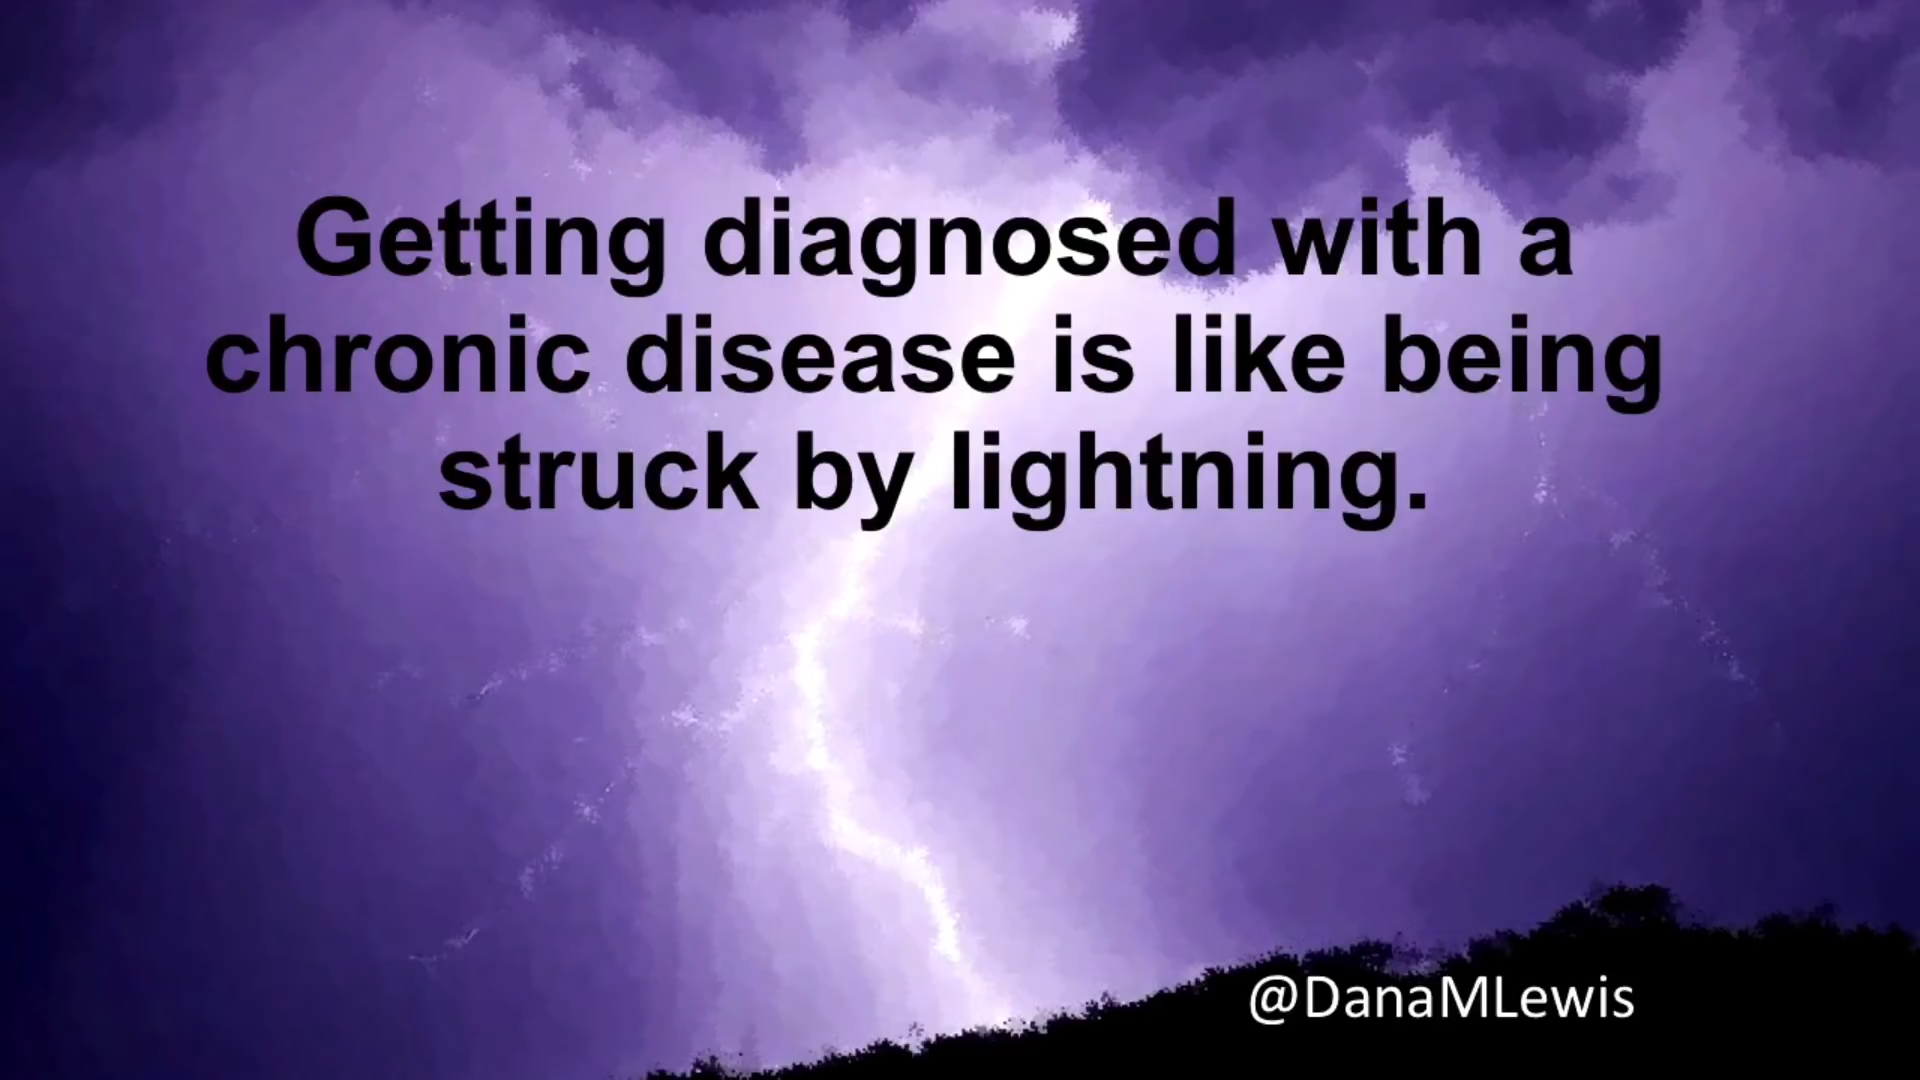 Getting diagnosed with a
chronic disease is like being
struck by lightning.
@DanaMLewis